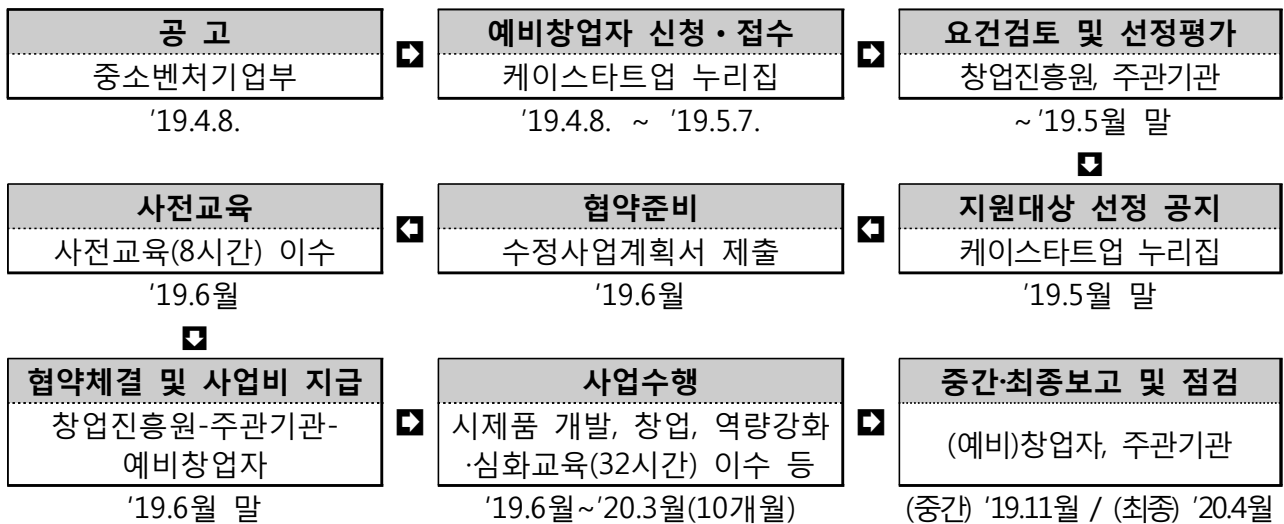 공 고
중소벤처기업부
'19.4.8.
예비창업자 신청・접수
케이스타트업 누리집
'19.4.8. ~ '19.5.7.
요건검토 및 선정평가
창업진흥원, 주관기관
~'19.5월 말
지원대상 선정 공지
케이스타트업 누리집
'19.5월 말
협약준비
수정사업계획서 제출
'19.6월
사전교육
사전교육(8시간) 이수
'19.6월
협약체결 및 사업비 지급
창업진흥원-주관기관-
예비창업자
'19.6월 말
사업수행
시제품 개발, 창업, 역량강화
·심화교육(32시간) 이수 등
'19.6월~'20.3월(10개월)
중간·최종보고 및 점검
(예비)창업자, 주관기관
(중간) '19.11월 / (최종) '20.4월